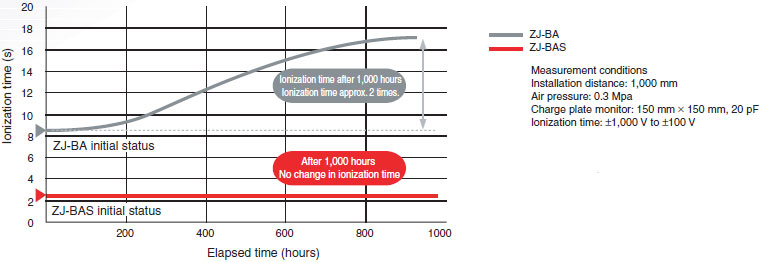 20
18
16
14
12
10
8
6
4
2
0
Ionization time (s)
Ionization time after 1,000 hours
Ionization time approx. 2 times.
ZJ-BA initial status
After 1,000 hours
No change in ionization time
ZJ-BAS initial status
200
400
600
800
1000
Elapsed time (hours)
ZJ-BA
ZJ-BAS
Measurement conditions
Installation distance: 1,000 mm
Air pressure: 0.3 Mpa
Charge plate monitor: 150 mm × 150 mm, 20 pF
Ionization time: ±1,000 V to ±100 V